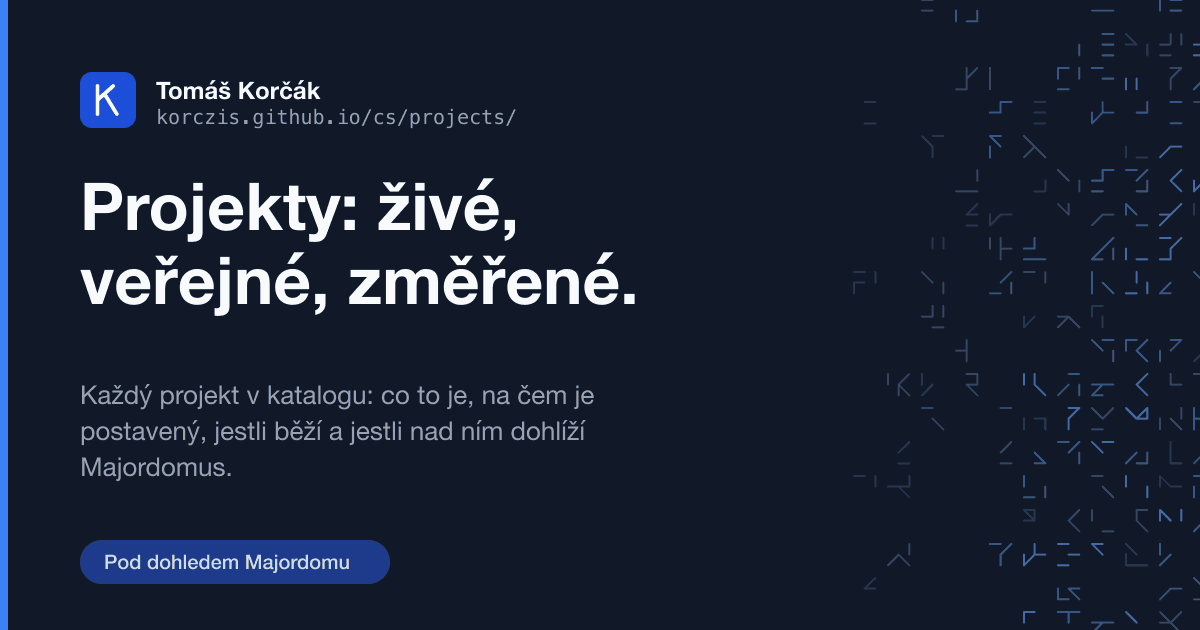 K
Tomáš Korčák
korczis.github.io/cs/projects/
Projekty: živé,
veřejné, změřené.
Každý projekt v katalogu: co to je, na čem je
postavený, jestli běží a jestli nad ním dohlíží
Majordomus.
Pod dohledem Majordomu